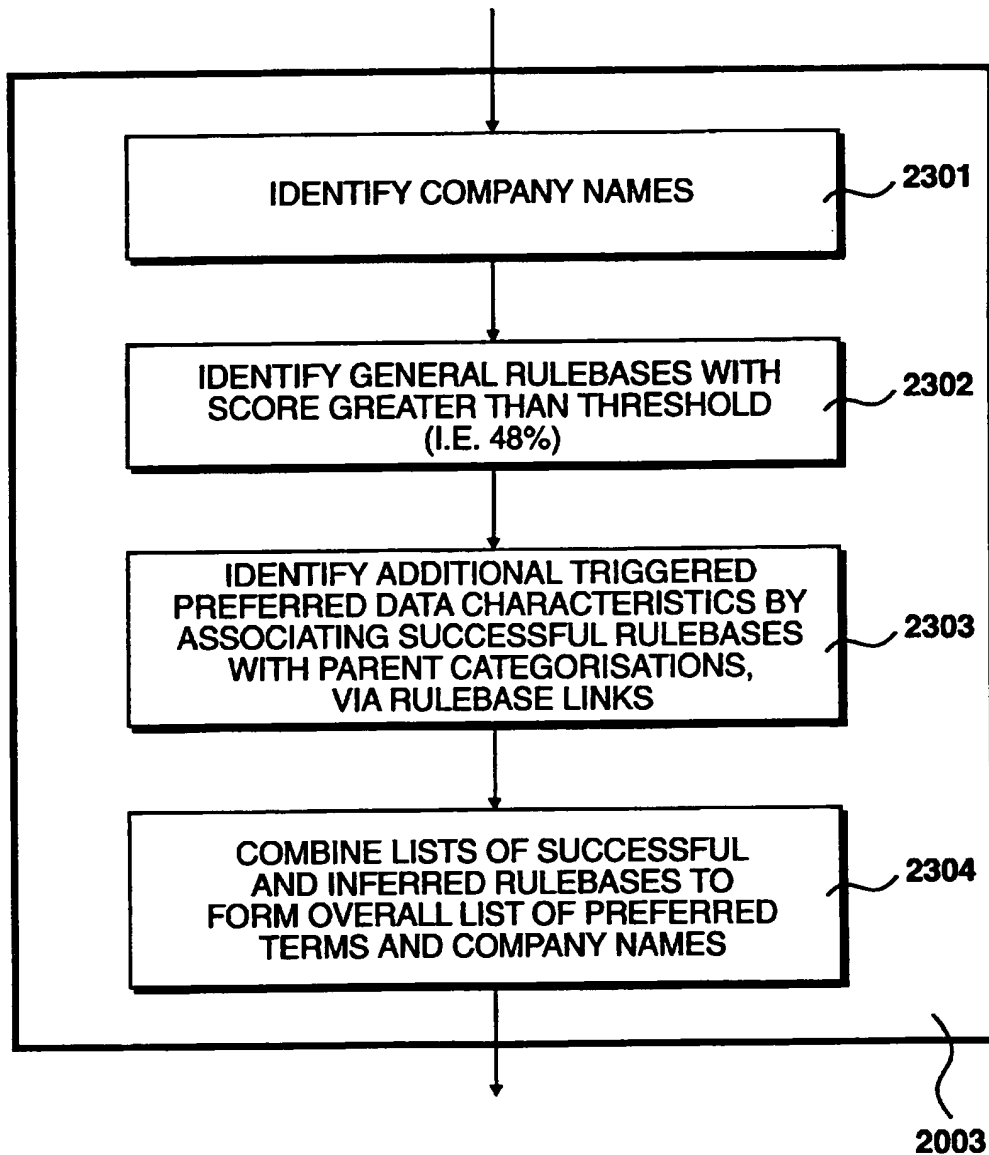 IDENTIFY COMPANY NAMES
2301
IDENTIFY GENERAL RULEBASES WITH
SCORE GREATER THAN THRESHOLD
(I.E. 48%)
2302
IDENTIFY ADDITIONAL TRIGGERED
PREFERRED DATA CHARACTERISTICS BY
ASSOCIATING SUCCESSFUL RULEBASES
WITH PARENT CATEGORISATIONS,
VIA RULEBASE LINKS
2303
COMBINE LISTS OF SUCCESSFUL
AND INFERRED RULEBASES TO
FORM OVERALL LIST OF PREFERRED
TERMS AND COMPANY NAMES
2304
2003